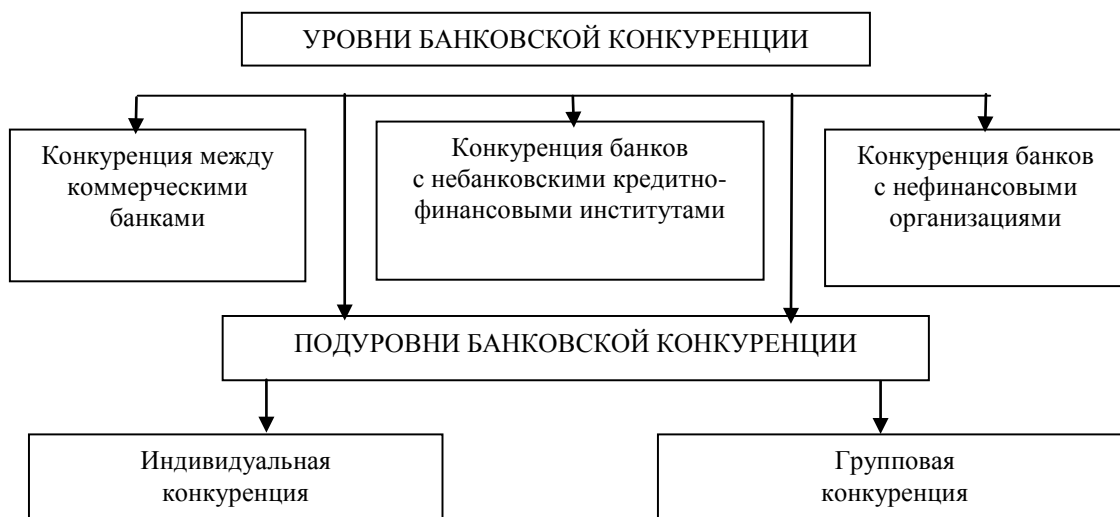 УРОВНИ БАНКОВСКОЙ КОНКУРЕНЦИИ
Конкуренция между
коммерческими
банками
Конкуренция банков
с небанковскими кредитно-
финансовыми институтами
Конкуренция банков
с нефинансовыми
организациями
ПОДУРОВНИ БАНКОВСКОЙ КОНКУРЕНЦИИ
Индивидуальная
конкуренция
Групповая
конкуренция